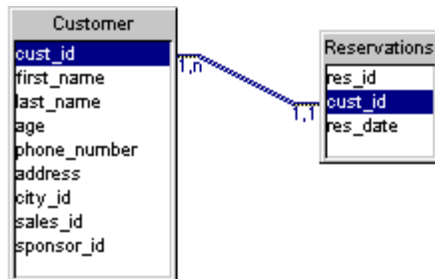 Customer
cust_id
first_name
last_name
age
phone_number
address
city_id
sales_id
sponsor_id
1,n
1,1
Reservations
res_id
cust_id
res_date